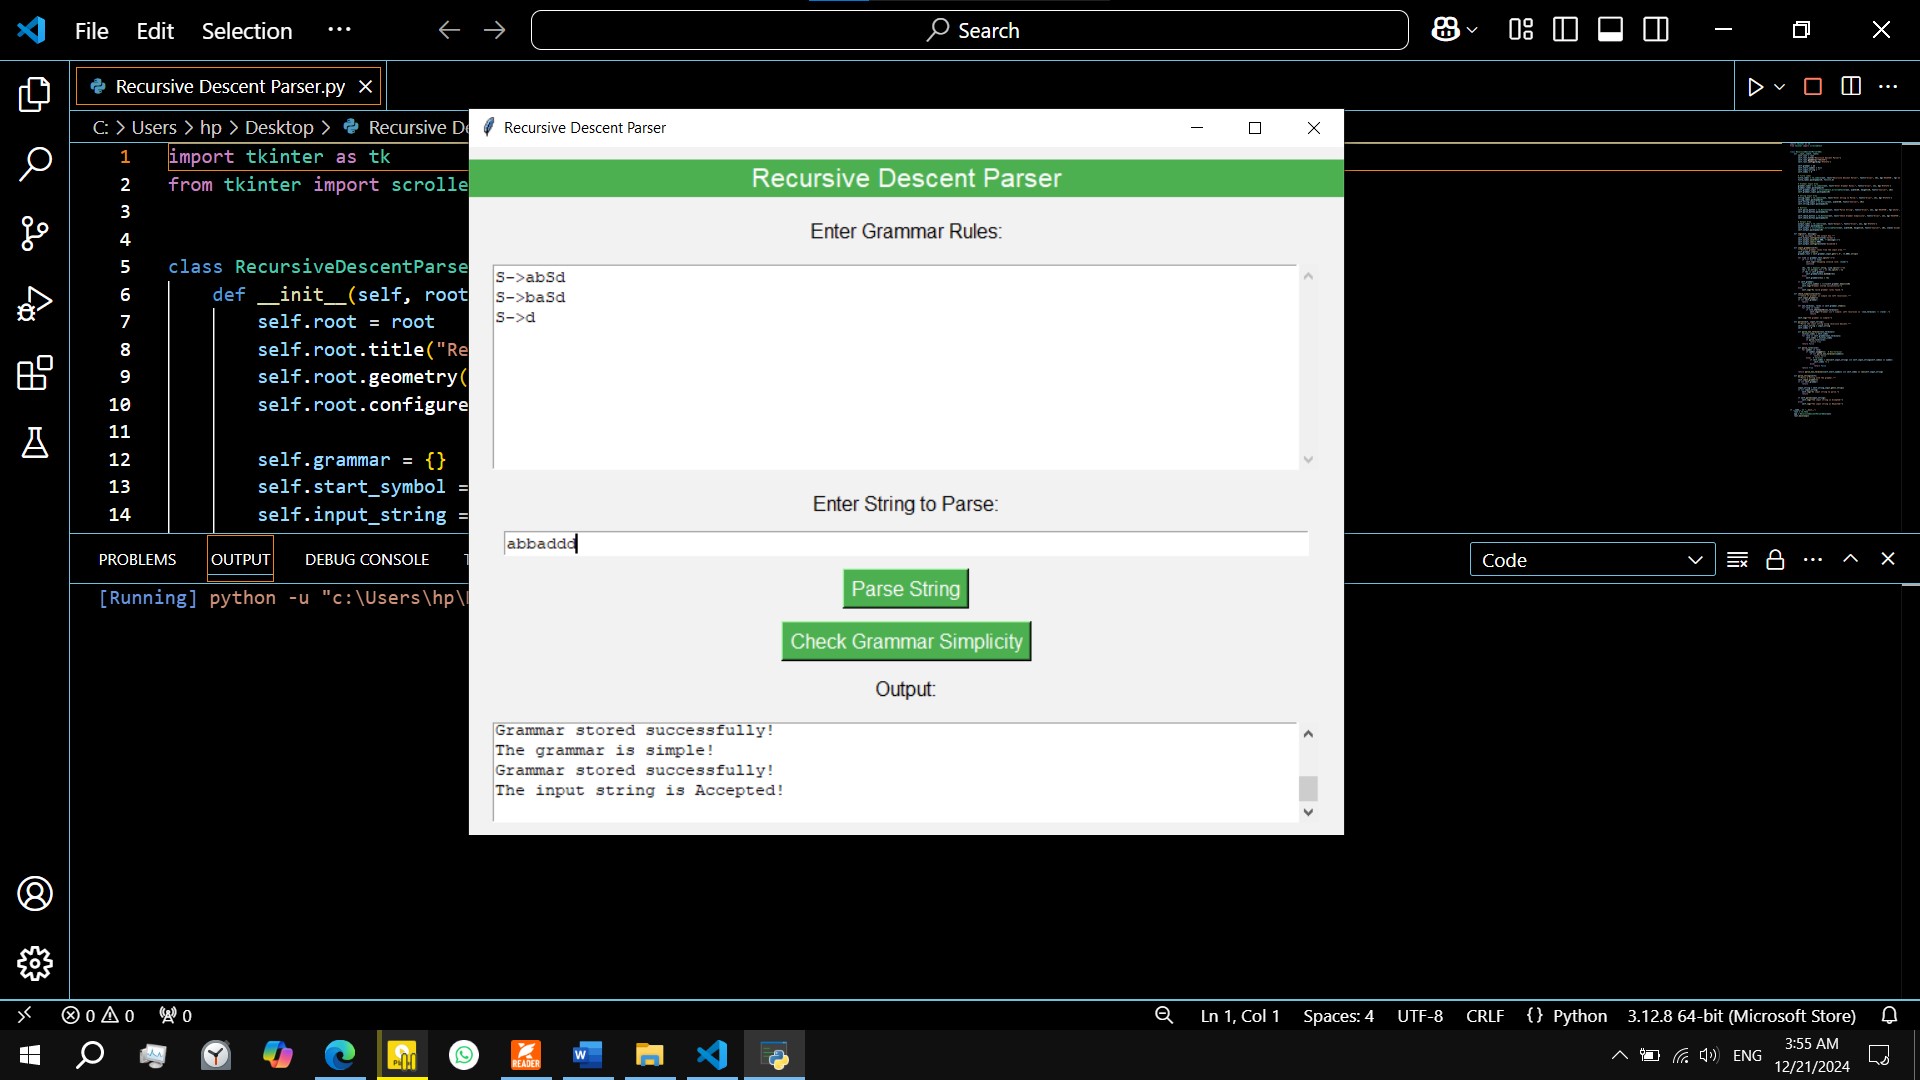 File Edit Selection ... Search
Recursive Descent Parser.py
C: > Users > hp > Desktop > Recursive De
1 import tkinter as tk
2 from tkinter import scrolle
3
4
5 class RecursiveDescentParse
6 def __init__(self, root
7 self.root = root
8 self.root.title("Re
9 self.root.geometry(
10 self.root.configure
11
12 self.grammar = {}
13 self.start_symbol =
14 self.input_string =
Recursive Descent Parser
Recursive Descent Parser
Enter Grammar Rules:
S->abSd
S->baSd
S->d
Enter String to Parse:
abbaddd
Parse String
Check Grammar Simplicity
Output:
Grammar stored successfully!
The grammar is simple!
Grammar stored successfully!
The input string is Accepted!
PROBLEMS OUTPUT DEBUG CONSOLE T Code
[Running] python -u "c:\Users\hp\
0 0 0 Ln 1, Col 1 Spaces: 4 UTF-8 CRLF {} Python 3.12.8 64-bit (Microsoft Store)
READER ENG 3:55 AM
12/21/2024